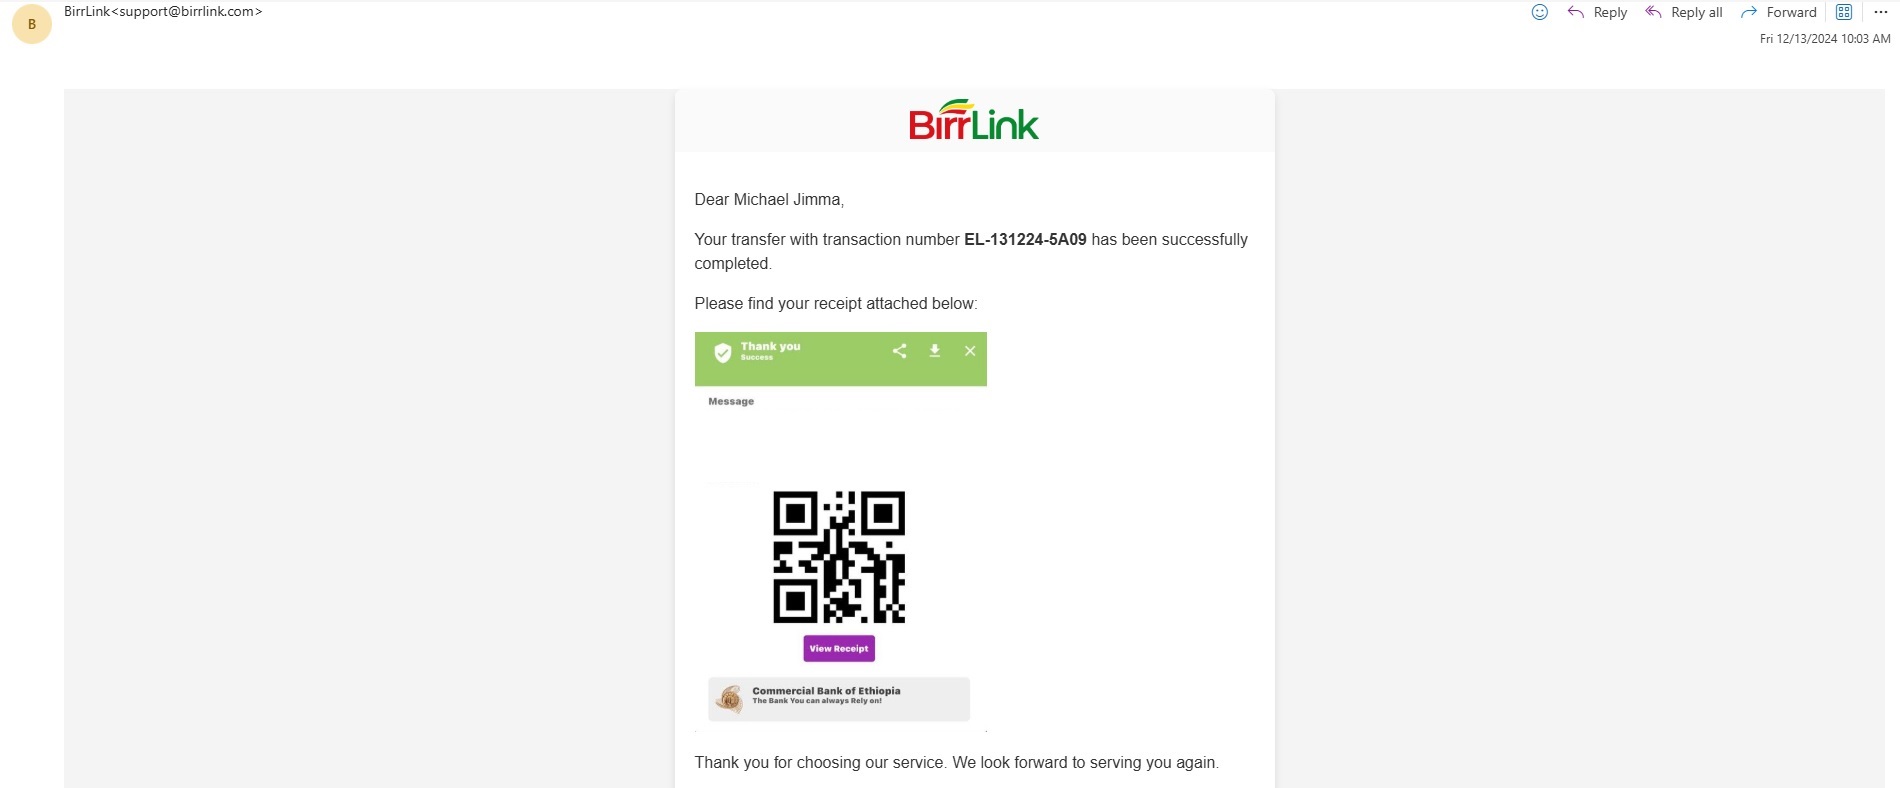 B
BirrLink<support@birrlink.com>
Reply
Reply all
Forward
Fri 12/13/2024 10:03 AM
BirrLink
Dear Michael Jimma,
Your transfer with transaction number EL-131224-5A09 has been successfully
completed.
Please find your receipt attached below:
Thank you
Success
Message
View Receipt
Commercial Bank of Ethiopia
The Bank You can always Rely on!
Thank you for choosing our service. We look forward to serving you again.